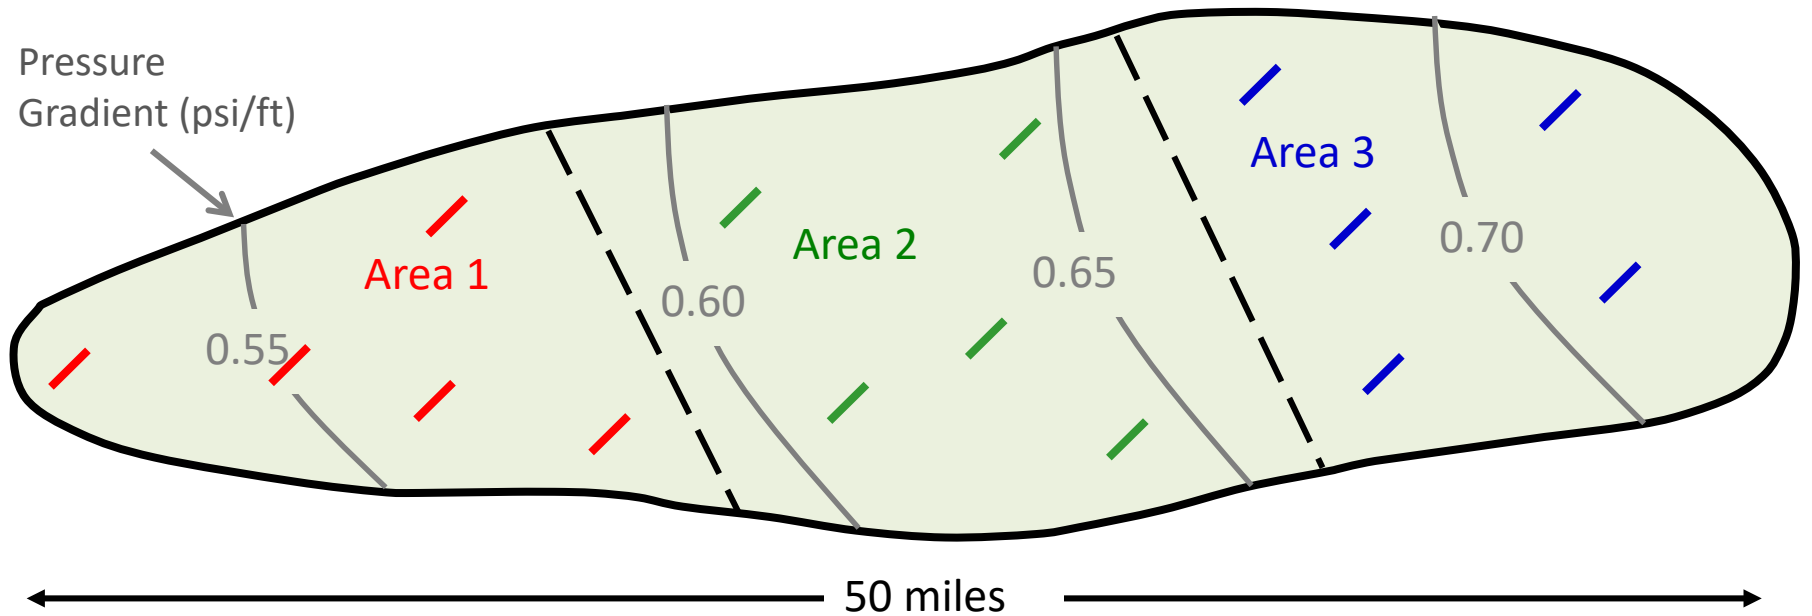 Pressure
Gradient (psi/ft)
Area 1
Area 2
Area 3
0.55
0.60
0.65
0.70
50 miles